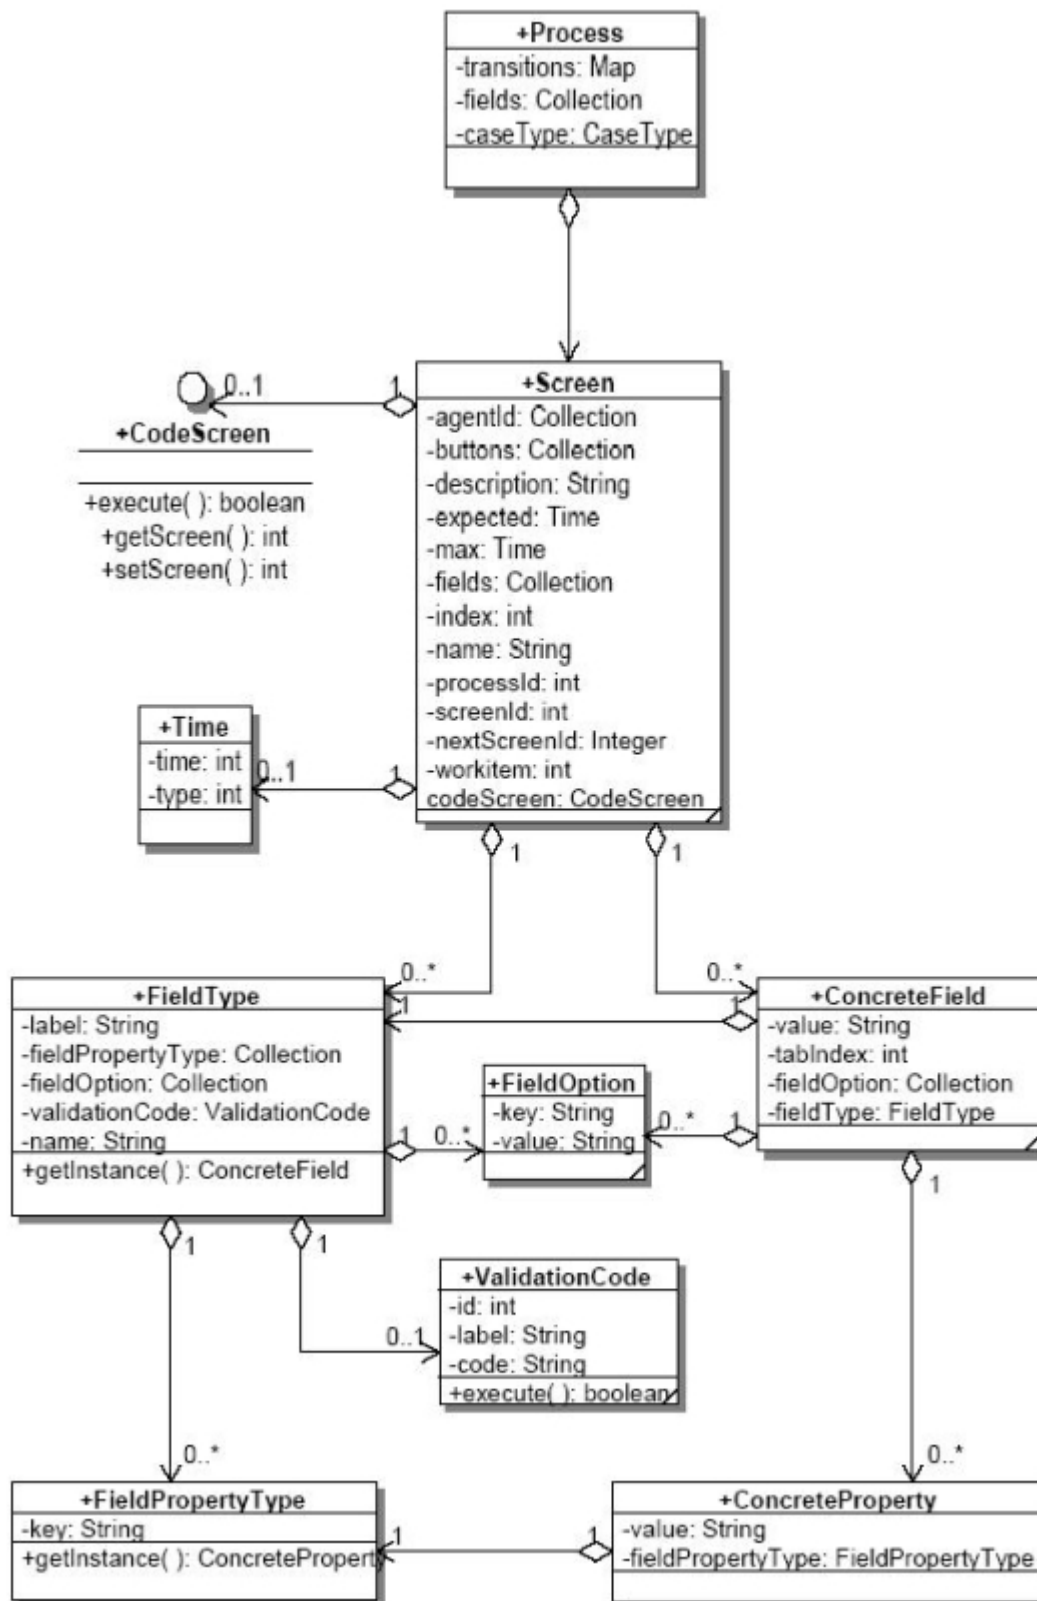 +Process
-transitions: Map
-fields: Collection
-caseType: CaseType
+Screen
-agentId: Collection
-buttons: Collection
-description: String
-expected: Time
-max: Time
-fields: Collection
-index: int
-name: String
-processId: int
-screenId: int
-nextScreenId: Integer
-workitem: int
codeScreen: CodeScreen
0..1
1
+CodeScreen
+execute( ): boolean
+getScreen( ): int
+setScreen( ): int
+Time
-time: int
-type: int
0..1
1
1
1
0..*
0..*
+FieldType
-label: String
-fieldPropertyType: Collection
-fieldOption: Collection
-validationCode: ValidationCode
-name: String
+getInstance( ): ConcreteField
1
1
+ConcreteField
-value: String
-tabIndex: int
-fieldOption: Collection
-fieldType: FieldType
+FieldOption
-key: String
-value: String
1
0..*
0..*
1
1
1
1
+ValidationCode
-id: int
-label: String
-code: String
+execute( ): boolean
0..1
0..*
0..*
+FieldPropertyType
-key: String
+getInstance( ): ConcreteProperty
1
1
+ConcreteProperty
-value: String
-fieldPropertyType: FieldPropertyType